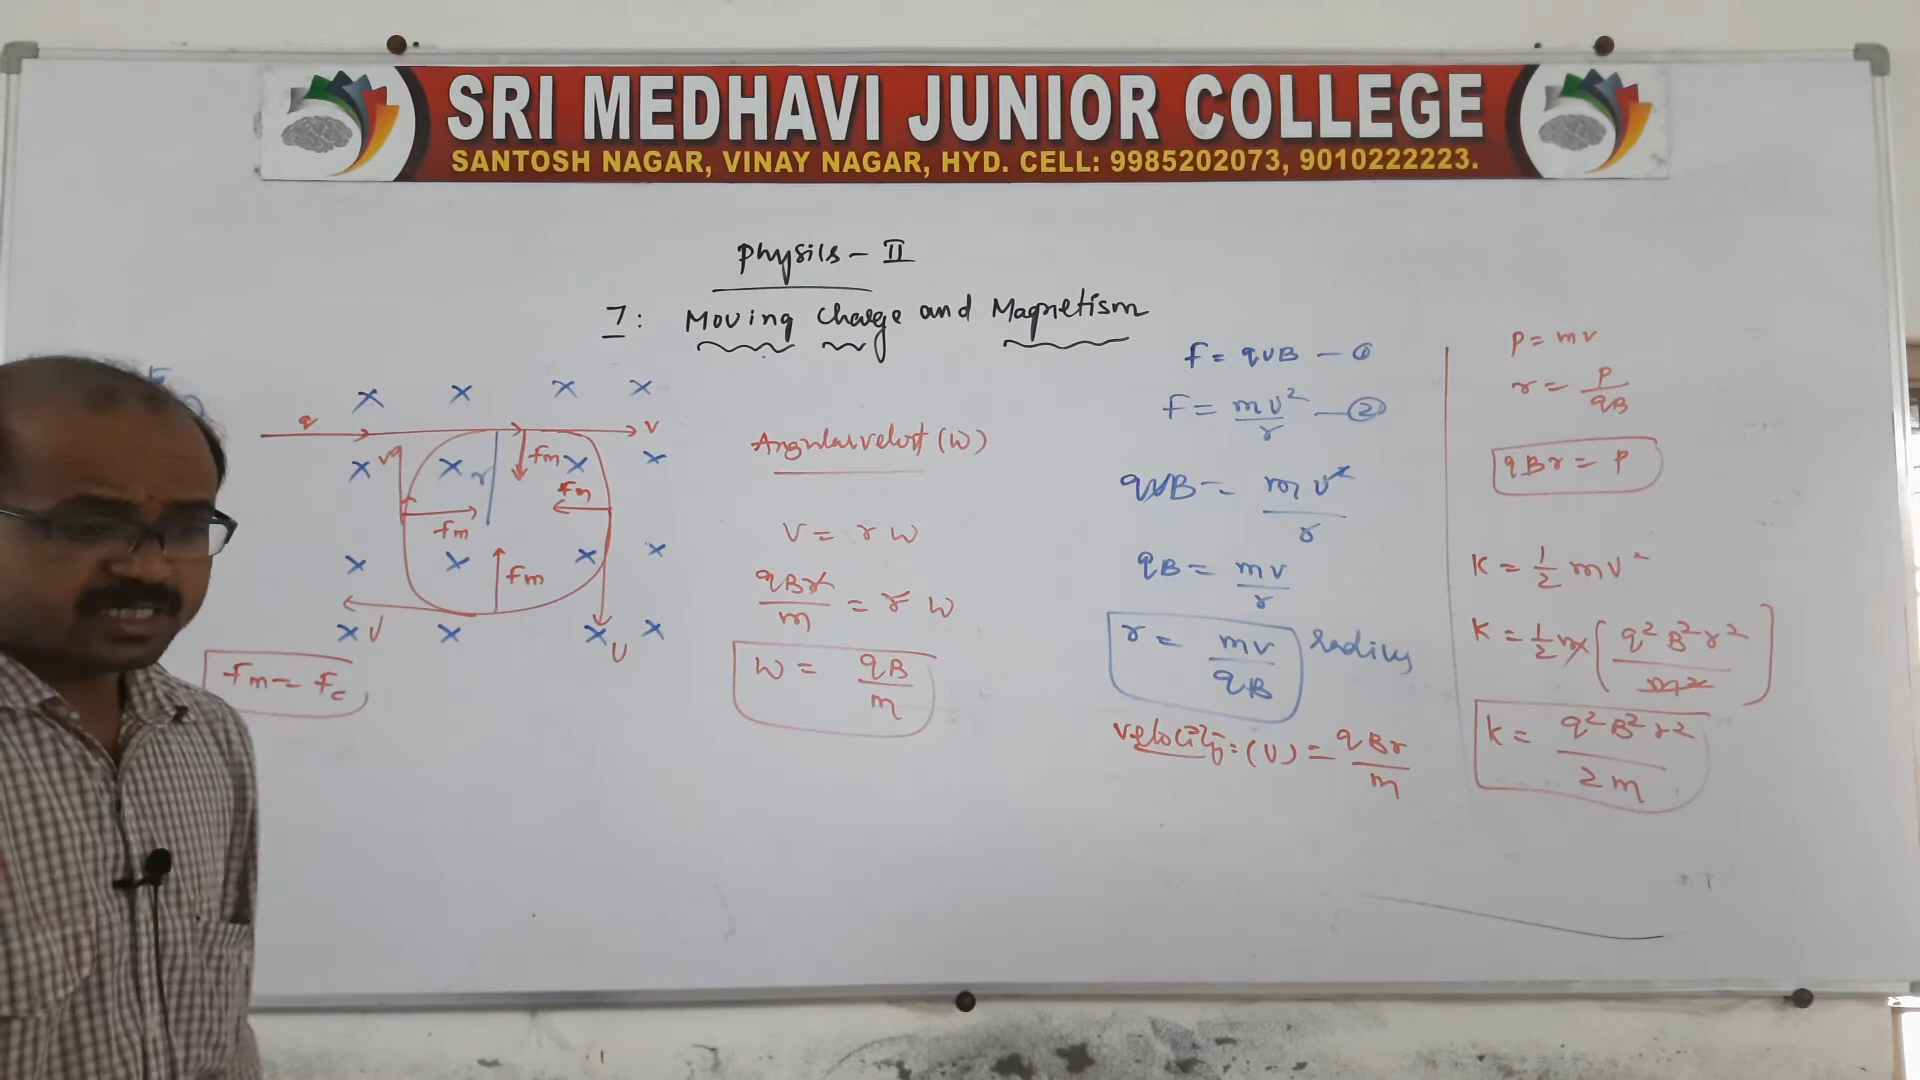 SRI MEDHAVI JUNIOR COLLEGE
SANTOSH NAGAR, VINAY NAGAR, HYD. CELL: 9985202073, 9010222223.
Physics - II
7: Moving Charge and Magnetism
× × × ×
q v
v × × fm × ×
r fm
fm
× × fm × ×
× v × × v ×
fm = fc
Angular velost (W)
V = r W
qBr/m = r W
W = qB/m
F = qVB - ①
F = mv²/r - ②
qVB = mv²/r
qB = mv/r
r = mv/qB radius
Velocity: (V) = qBr/m
P = mv
r = P/qB
qBr = P
K = 1/2 mv²
K = 1/2 m (q²B²r²/m²)
K = q²B²r²/2m